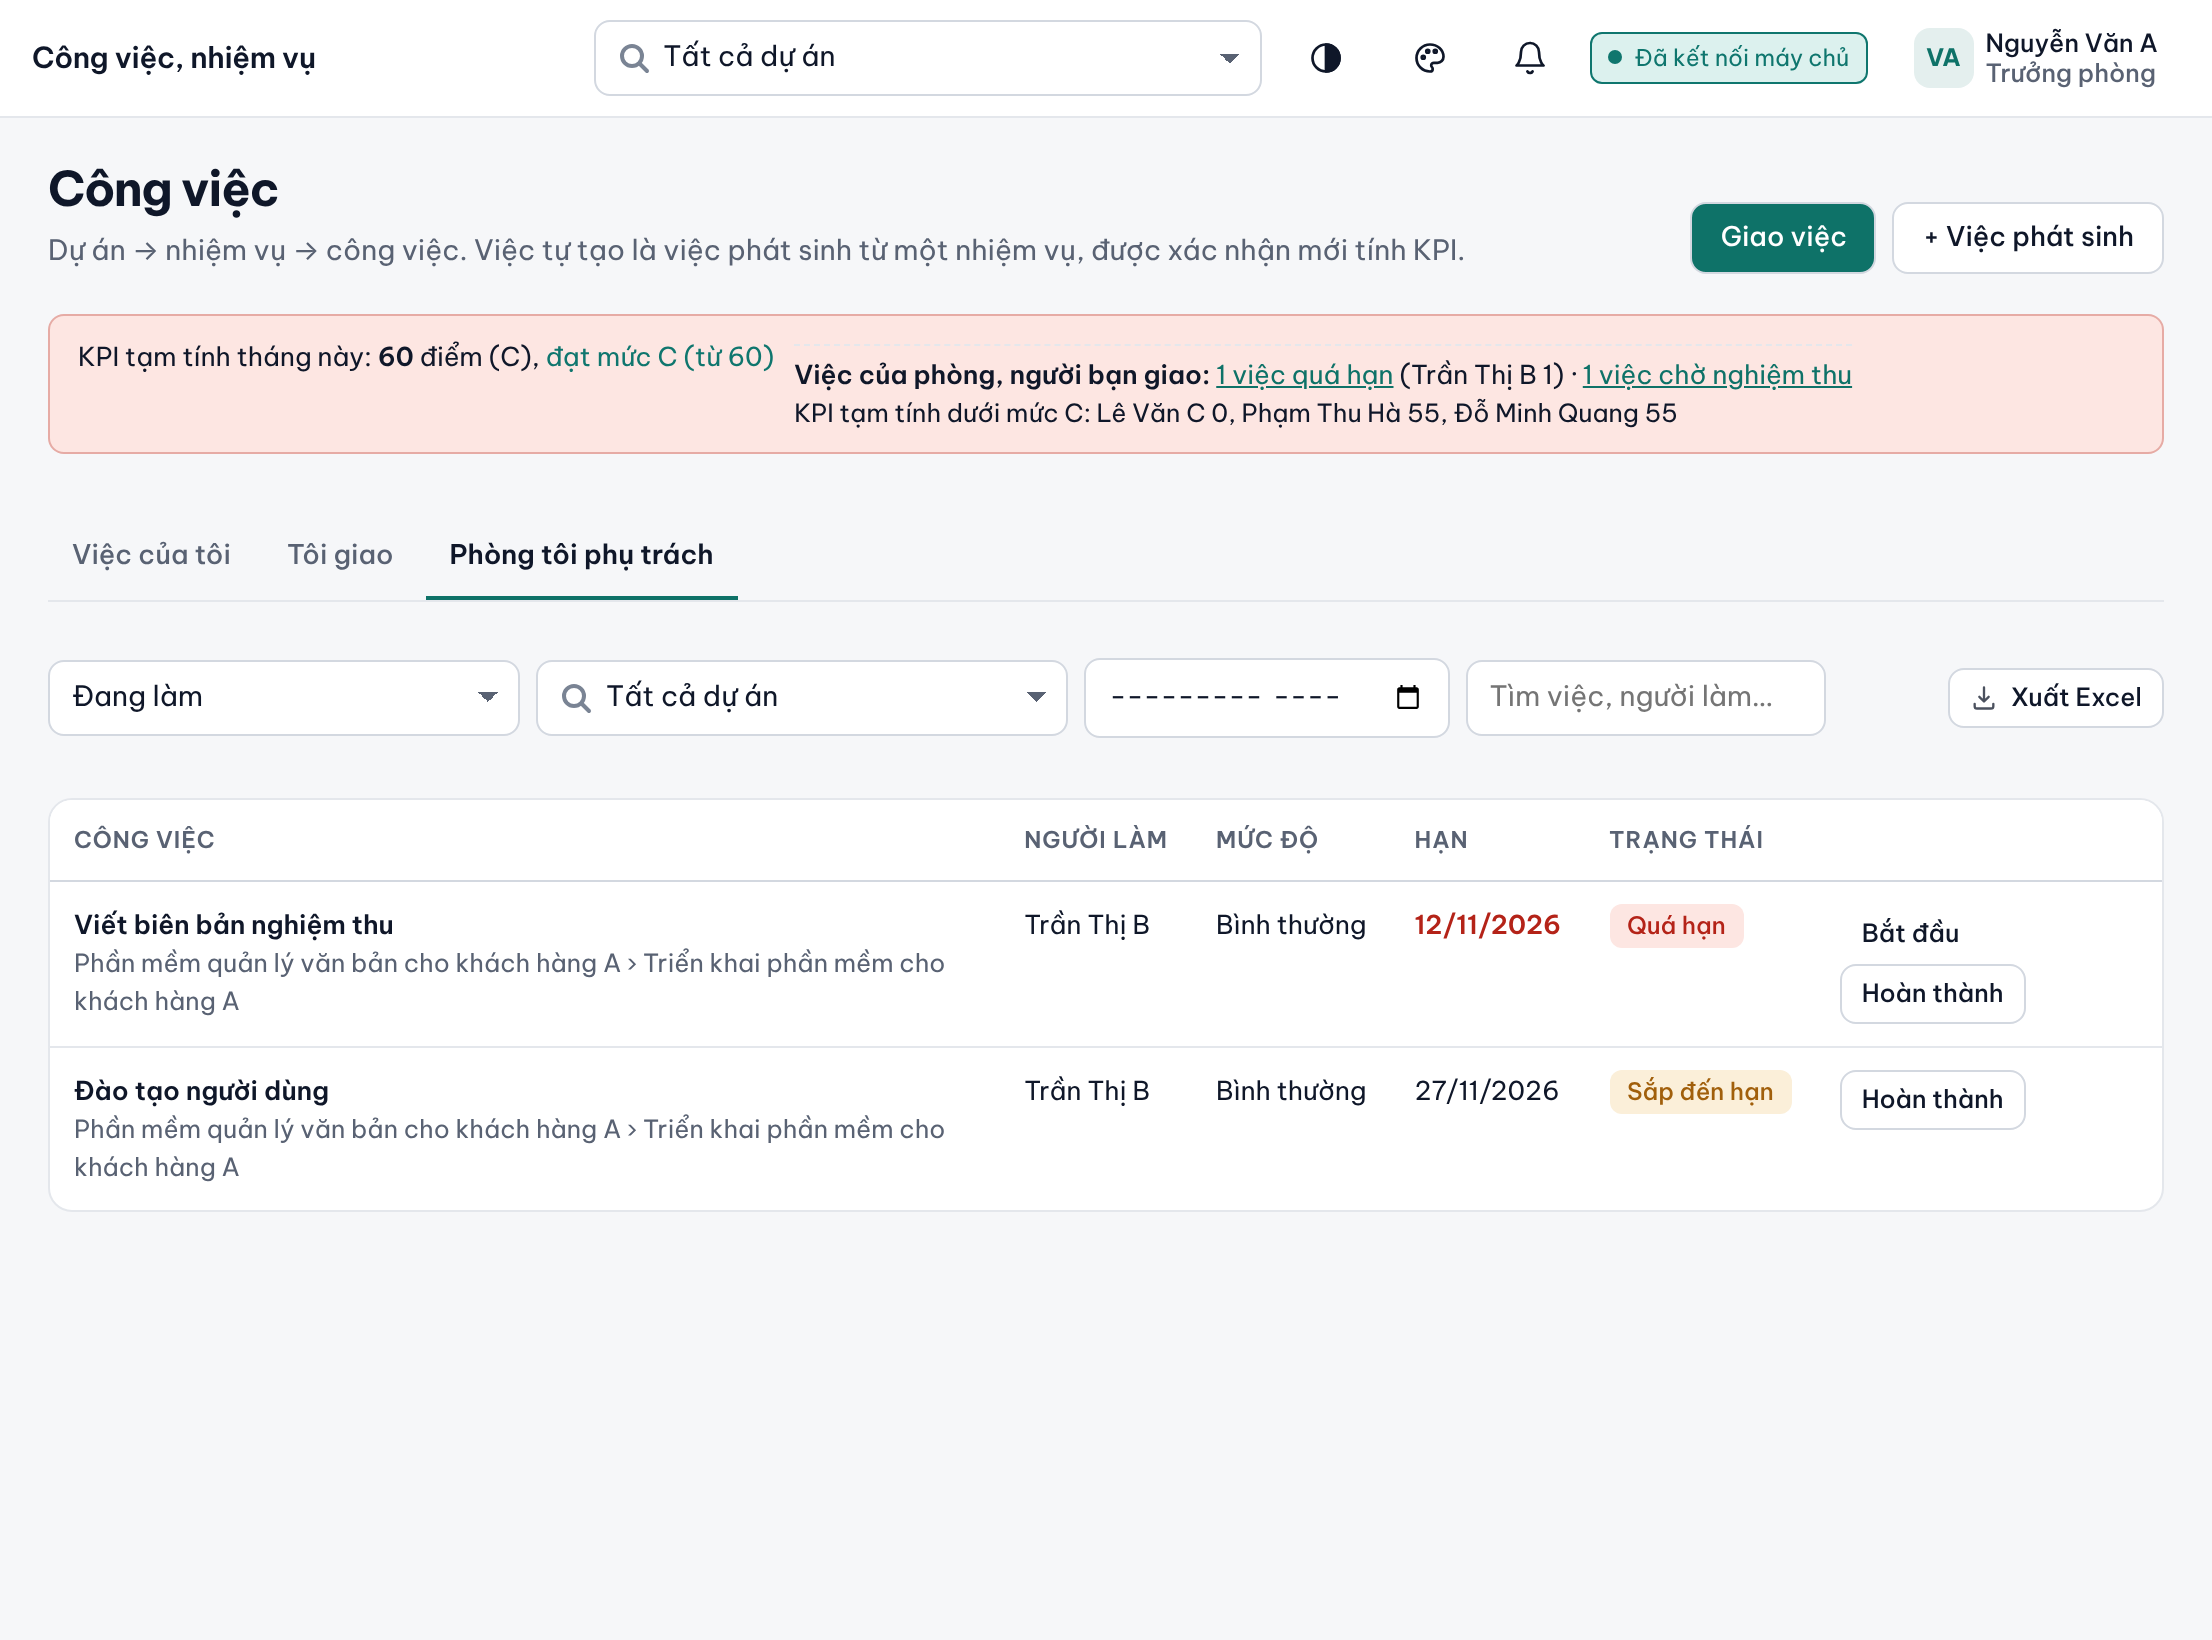 Công việc, nhiệm vụ
Tất cả dự án
Đã kết nối máy chủ
VA
Nguyễn Văn A
Trưởng phòng
Công việc
Dự án → nhiệm vụ → công việc. Việc tự tạo là việc phát sinh từ một nhiệm vụ, được xác nhận mới tính KPI.
Giao việc
+ Việc phát sinh
KPI tạm tính tháng này: 60 điểm (C), đạt mức C (từ 60)
Việc của phòng, người bạn giao: 1 việc quá hạn (Trần Thị B 1) · 1 việc chờ nghiệm thu
KPI tạm tính dưới mức C: Lê Văn C 0, Phạm Thu Hà 55, Đỗ Minh Quang 55
Việc của tôi
Tôi giao
Phòng tôi phụ trách
Đang làm
Tất cả dự án
--------- ----
Tìm việc, người làm...
Xuất Excel
CÔNG VIỆC NGƯỜI LÀM MỨC ĐỘ HẠN TRẠNG THÁI
Viết biên bản nghiệm thu Trần Thị B Bình thường 12/11/2026 Quá hạn Bắt đầu
Phần mềm quản lý văn bản cho khách hàng A › Triển khai phần mềm cho
khách hàng A Hoàn thành
Đào tạo người dùng Trần Thị B Bình thường 27/11/2026 Sắp đến hạn Hoàn thành
Phần mềm quản lý văn bản cho khách hàng A › Triển khai phần mềm cho
khách hàng A